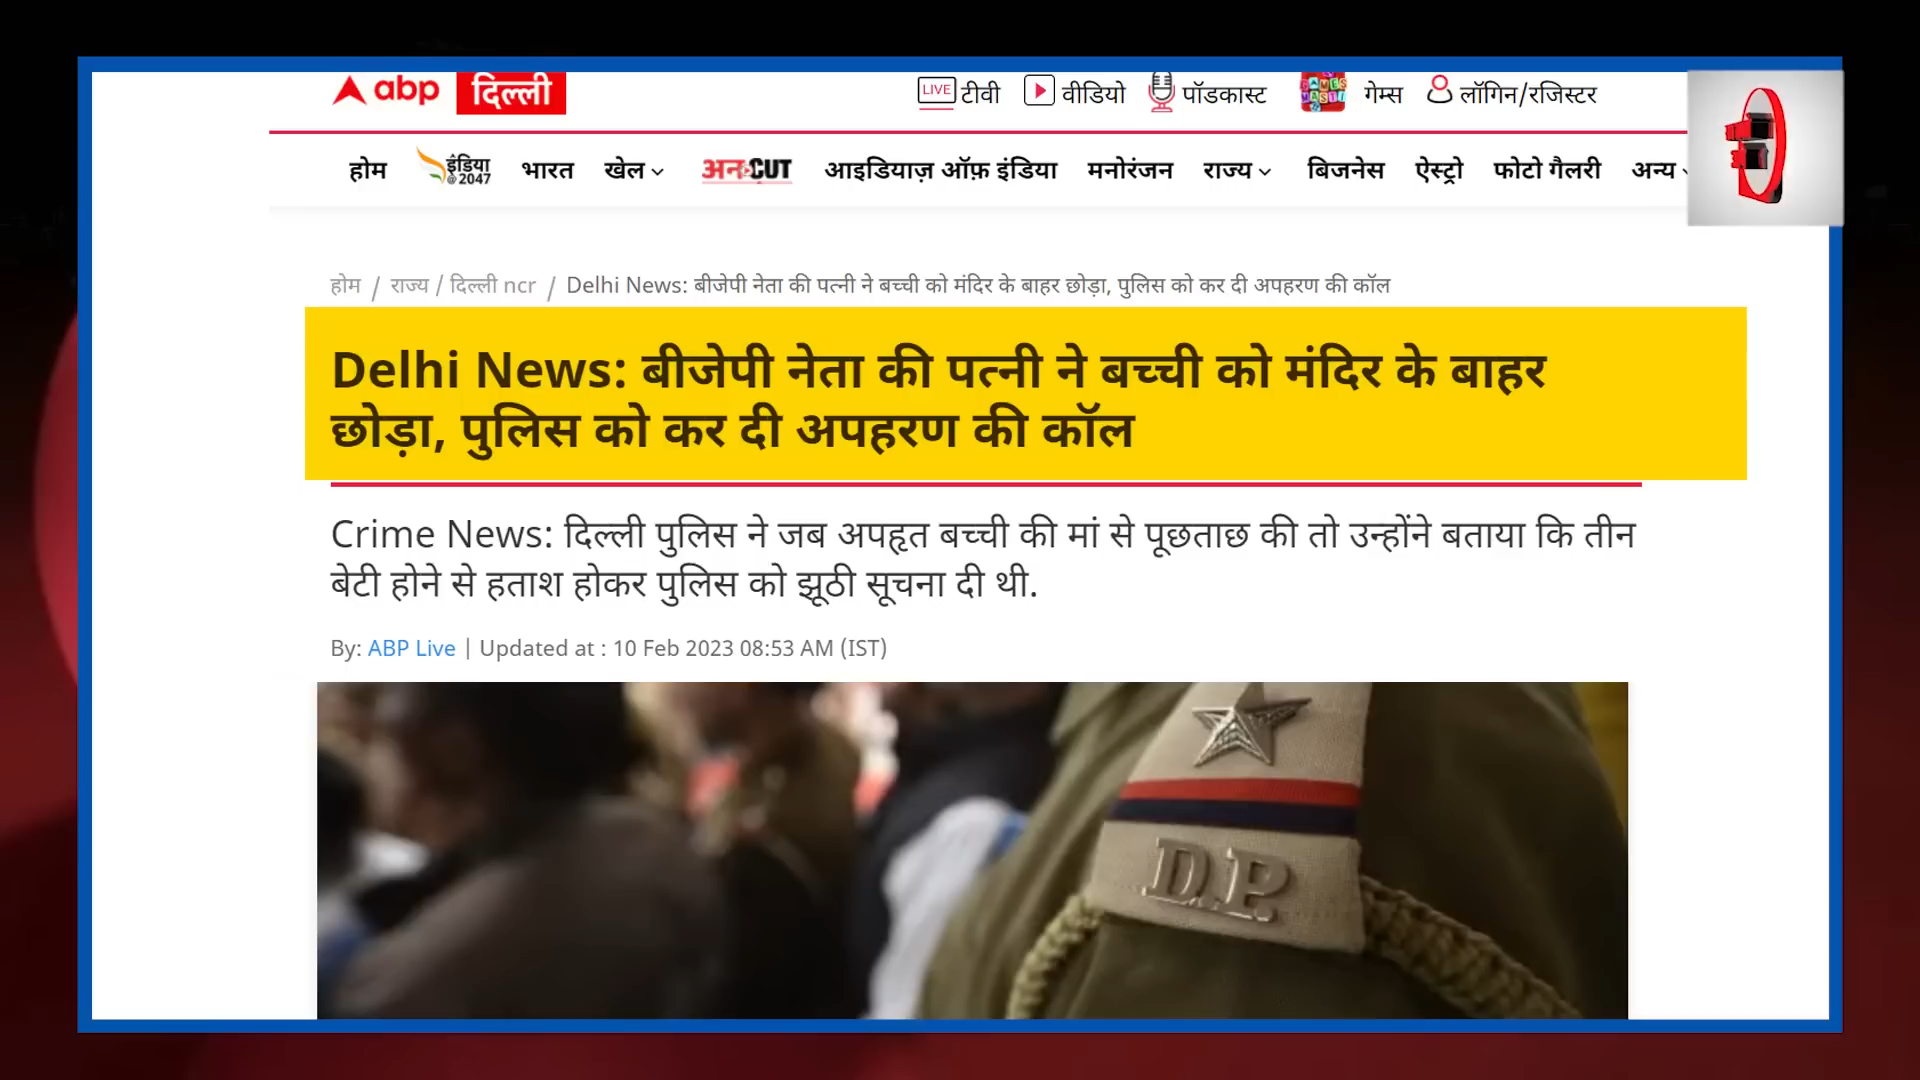 abp दिल्ली LIVE टीवी वीडियो पॉडकास्ट GAMES MASTI गेम्स लॉगिन/रजिस्टर
होम इंडिया @2047 भारत खेल अनCUT आइडियाज़ ऑफ़ इंडिया मनोरंजन राज्य बिजनेस ऐस्ट्रो फोटो गैलरी अन्य
होम / राज्य / दिल्ली ncr / Delhi News: बीजेपी नेता की पत्नी ने बच्ची को मंदिर के बाहर छोड़ा, पुलिस को कर दी अपहरण की कॉल
Delhi News: बीजेपी नेता की पत्नी ने बच्ची को मंदिर के बाहर
छोड़ा, पुलिस को कर दी अपहरण की कॉल
Crime News: दिल्ली पुलिस ने जब अपहृत बच्ची की मां से पूछताछ की तो उन्होंने बताया कि तीन
बेटी होने से हताश होकर पुलिस को झूठी सूचना दी थी.
By: ABP Live | Updated at : 10 Feb 2023 08:53 AM (IST)
D.P.